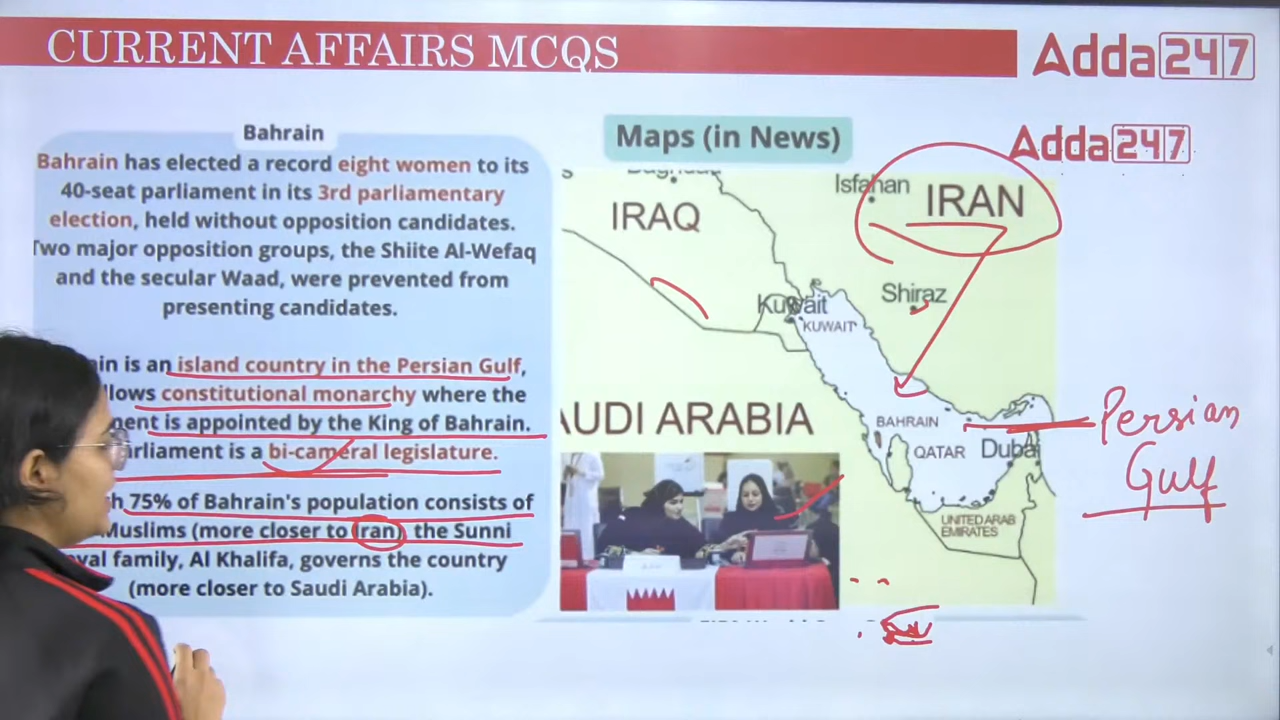 CURRENT AFFAIRS MCQS
Adda247
Bahrain
Bahrain has elected a record eight women to its
40-seat parliament in its 3rd parliamentary
election, held without opposition candidates.
Two major opposition groups, the Shiite Al-Wefaq
and the secular Waad, were prevented from
presenting candidates.
is an island country in the Persian Gulf,
constitutional monarchy where the
is appointed by the King of Bahrain.
is a bi-cameral legislature.
75% of Bahrain's population consists of
Muslims (more closer to Iran), the Sunni
family, Al Khalifa, governs the country
(more closer to Saudi Arabia).
Maps (in News)
Adda247
Isfahan
IRAN
IRAQ
Shiraz
Kuwait
KUWAIT
AUDI ARABIA
BAHRAIN
QATAR
Dubai
UNITED ARAB
EMIRATES
Persian
Gulf